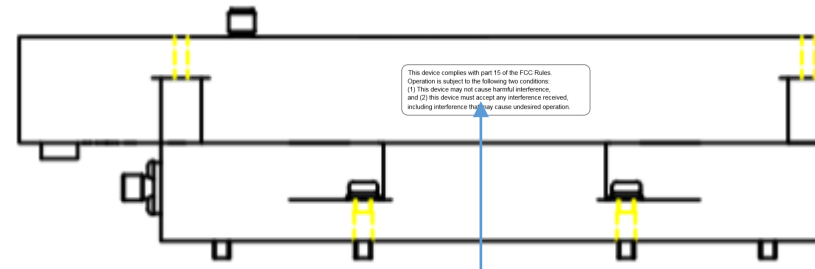 This device complies with part 15 of the FCC Rules.
Operation is subject to the following two conditions:
(1) This device may not cause harmful interference,
and (2) this device must accept any interference received,
including interference that may cause undesired operation.